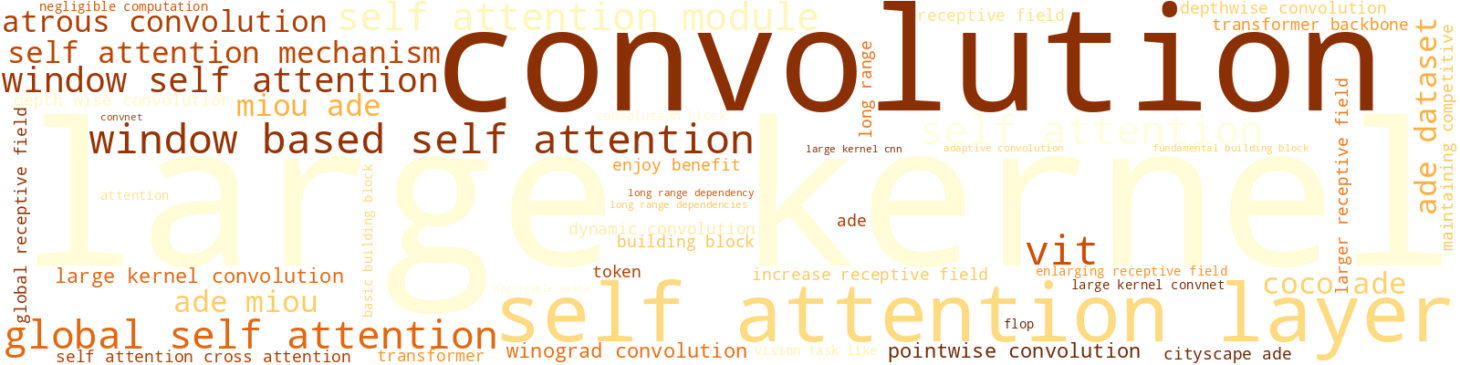 negligible computation
atrous convolution
self attention module
convolution
receptive field
depthwise convolution
transformer backbone
self attention mechanism
window self attention
depth wise convolution
miou ade
long range
ade dataset
maintaining competitive
convnet
window based self attention
convolution block
self attention
large kernel cnn
adaptive convolution
fundamental building block
large kernel
enjoy benefit
global receptive field
attention
basic building block
long range dependency
long range dependencies
larger receptive field
ade
dynamic convolution
building block
vit
large kernel convolution
token
increase receptive field
enlarging receptive field
large kernel convnet
coco ade
ade miou
self attention layer
global self attention
flop
self attention cross attention
transformer
winograd convolution
vision task like
pointwise convolution
cityscape ade